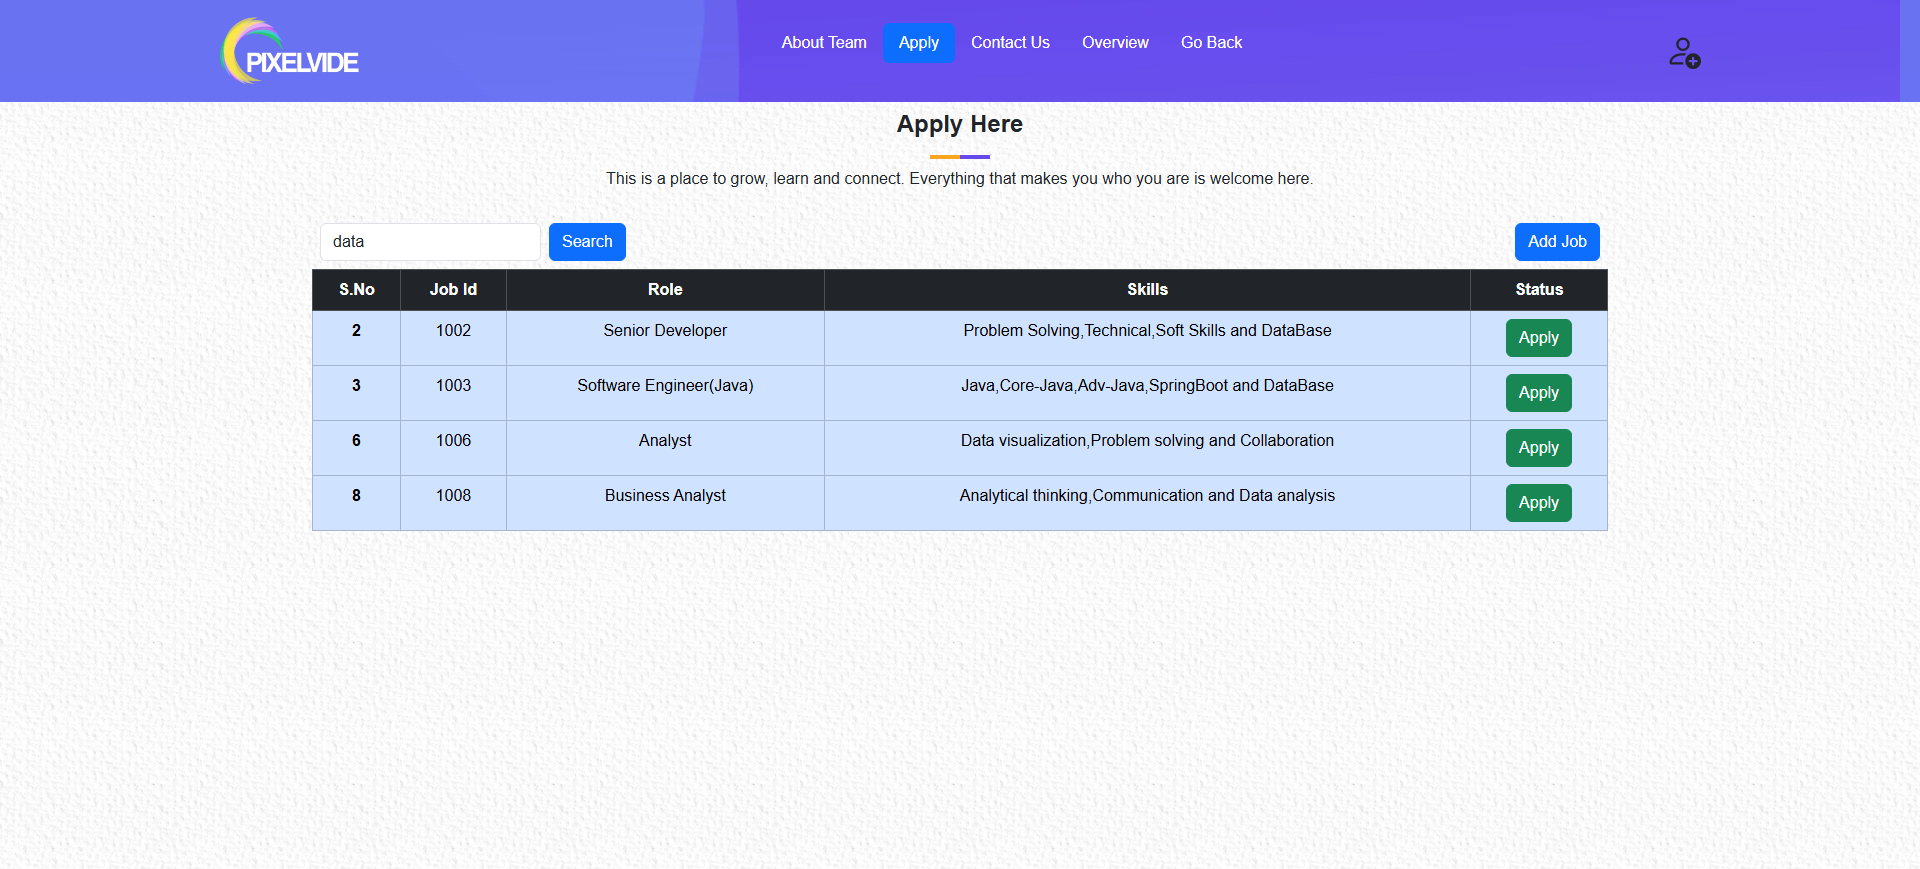 PIXELVIDE
About Team Apply Contact Us Overview Go Back
Apply Here
This is a place to grow, learn and connect. Everything that makes you who you are is welcome here.
data Search Add Job
S.No Job Id Role Skills Status
2 1002 Senior Developer Problem Solving,Technical,Soft Skills and DataBase Apply
3 1003 Software Engineer(Java) Java,Core-Java,Adv-Java,SpringBoot and DataBase Apply
6 1006 Analyst Data visualization,Problem solving and Collaboration Apply
8 1008 Business Analyst Analytical thinking,Communication and Data analysis Apply